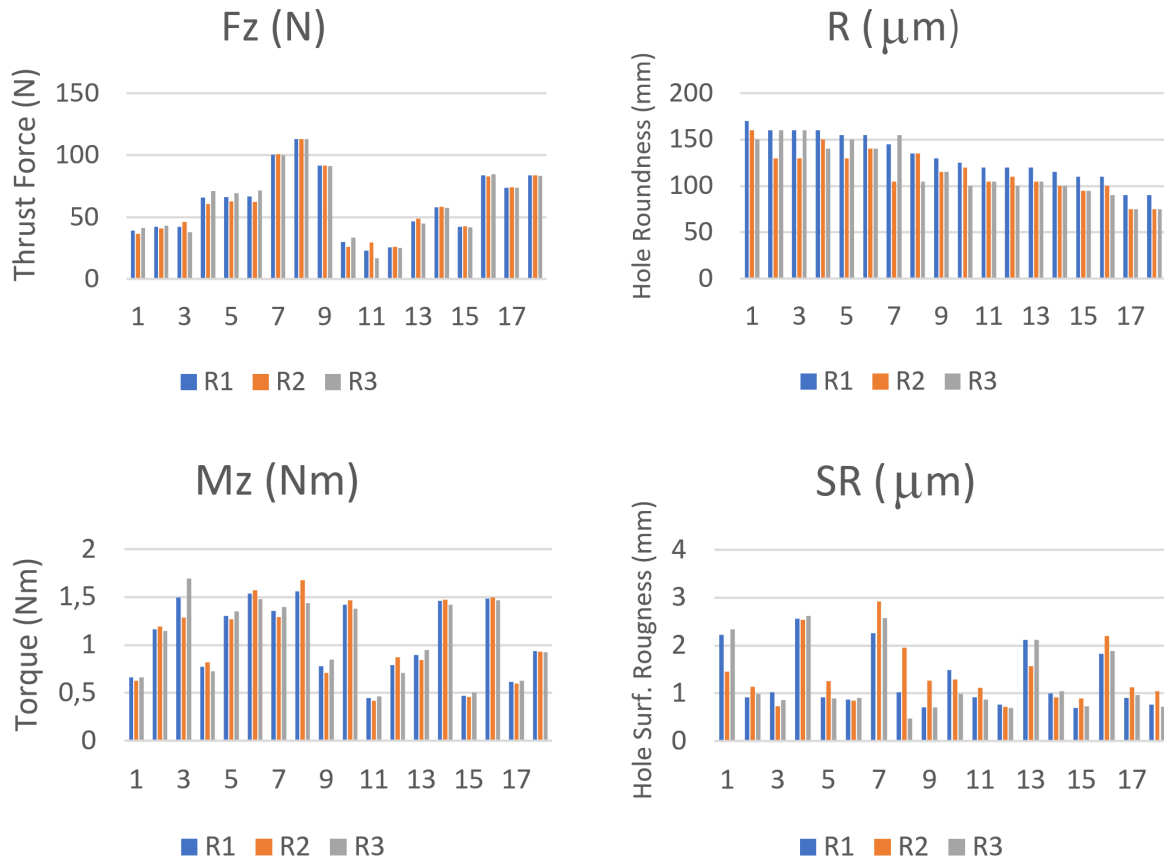 Fz (N)
Thrust Force (N)
150
100
50
0
1 3 5 7 9 11 13 15 17
R1 R2 R3
R (μm)
Hole Roundness (mm)
200
150
100
50
0
1 3 5 7 9 11 13 15 17
R1 R2 R3
Mz (Nm)
Torque (Nm)
2
1,5
1
0,5
0
1 3 5 7 9 11 13 15 17
R1 R2 R3
SR (μm)
Hole Surf. Rougness (mm)
4
3
2
1
0
1 3 5 7 9 11 13 15 17
R1 R2 R3